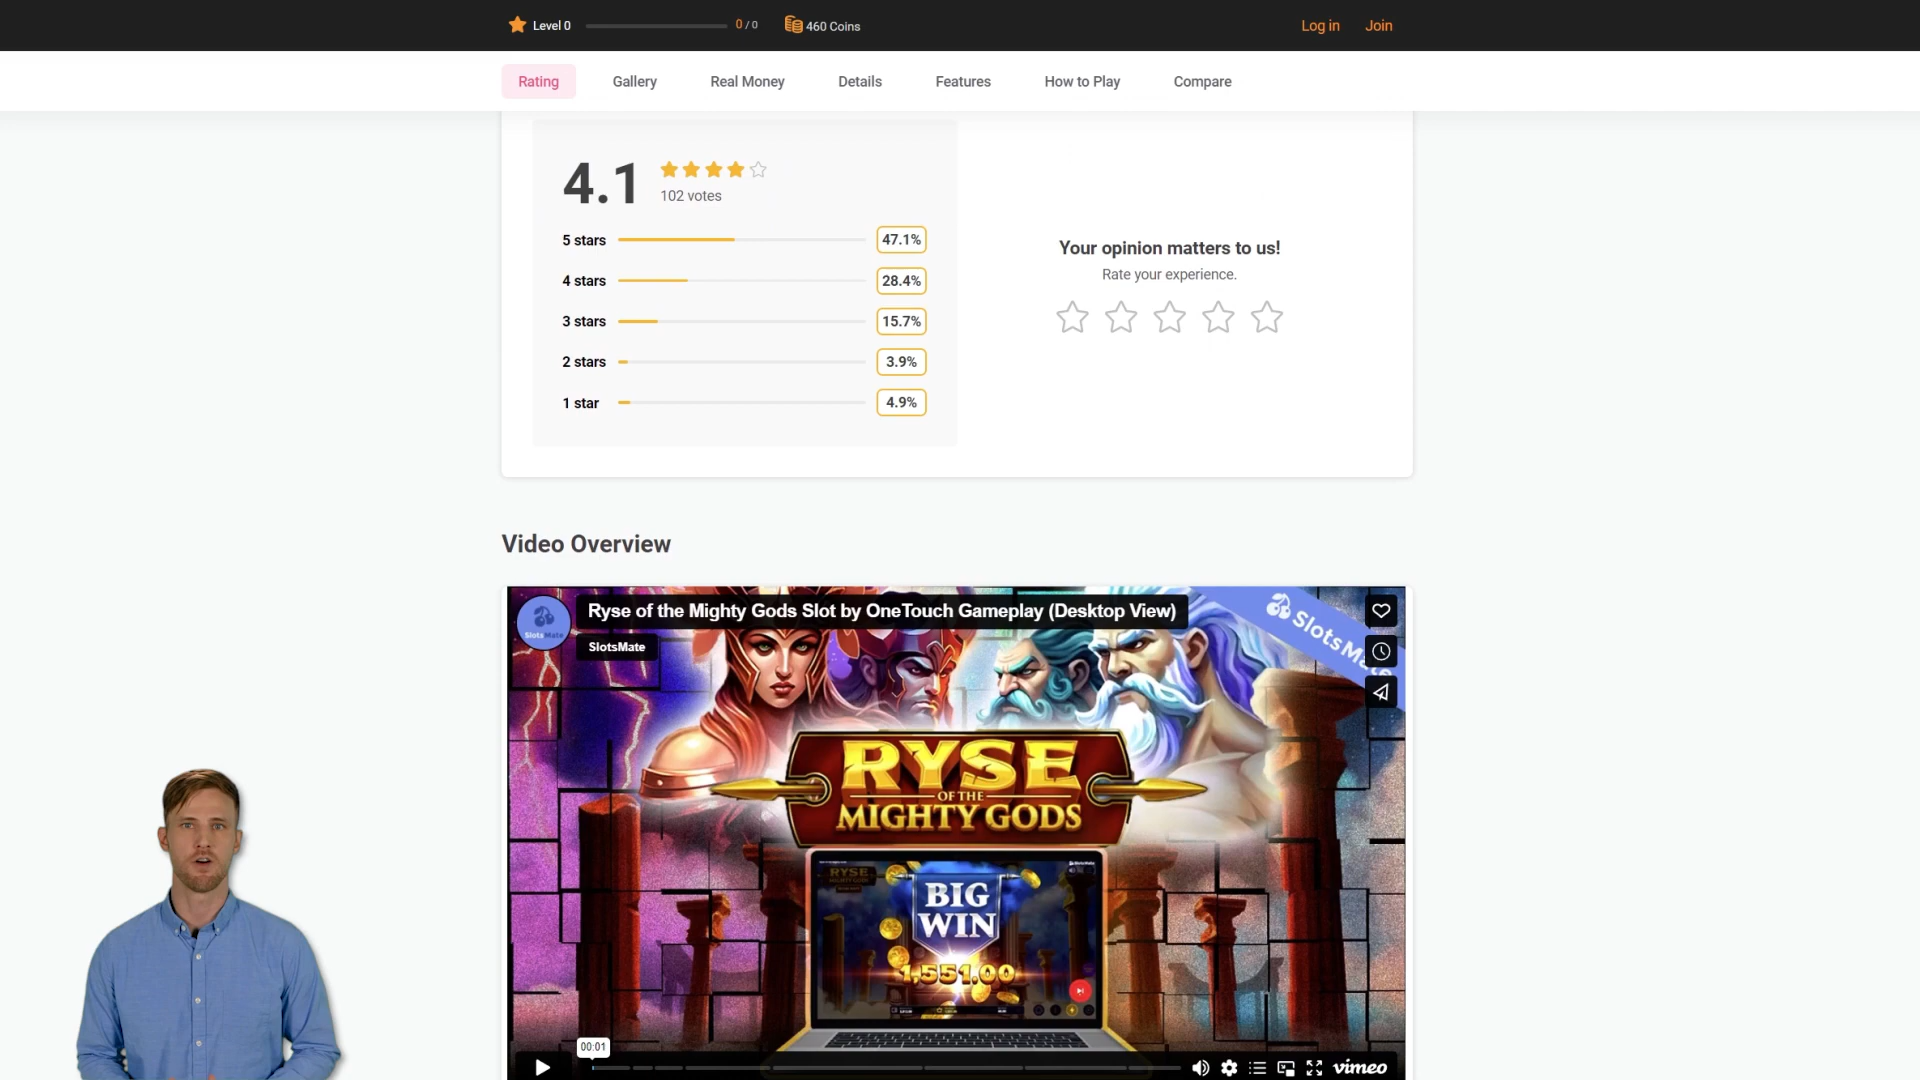 Level 0
0 / 0
460 Coins
Log in
Join
Rating
Gallery
Real Money
Details
Features
How to Play
Compare
4.1
102 votes
5 stars
47.1%
4 stars
28.4%
3 stars
15.7%
2 stars
3.9%
1 star
4.9%
Your opinion matters to us!
Rate your experience.
Video Overview
SlotsMate
Ryse of the Mighty Gods Slot by OneTouch Gameplay (Desktop View)
SlotsMate
RYSE
OF THE
MIGHTY GODS
RYSE
BIG
WIN
1,551.00
00:01
vimeo